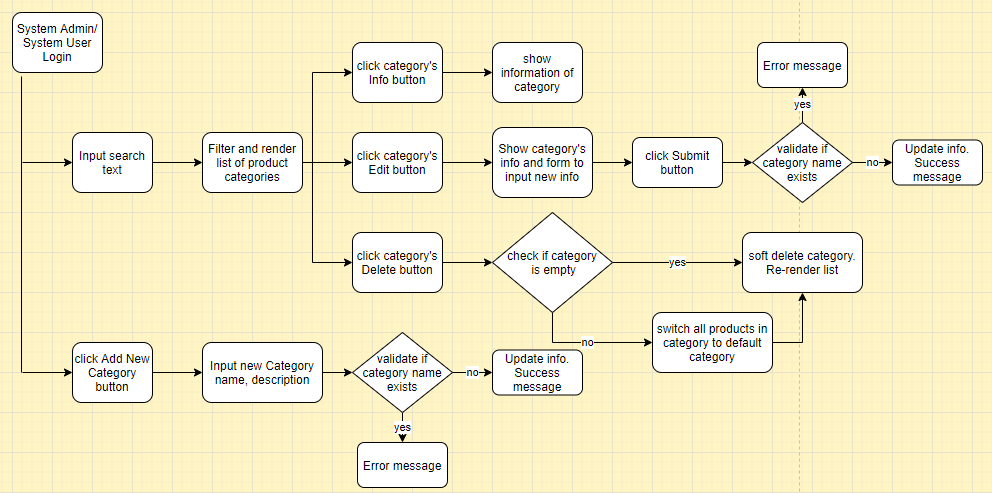 System Admin/
System User
Login
click category's
Info button
show
information of
category
Error message
yes
Input search
text
Filter and render
list of product
categories
click category's
Edit button
Show category's
info and form to
input new info
click Submit
button
validate if
category name
exists
no
Update info.
Success
message
click category's
Delete button
check if category
is empty
yes
soft delete category.
Re-render list
no
switch all products in
category to default
category
click Add New
Category
button
Input new Category
name, description
validate if
category name
exists
no
Update info.
Success
message
yes
Error message